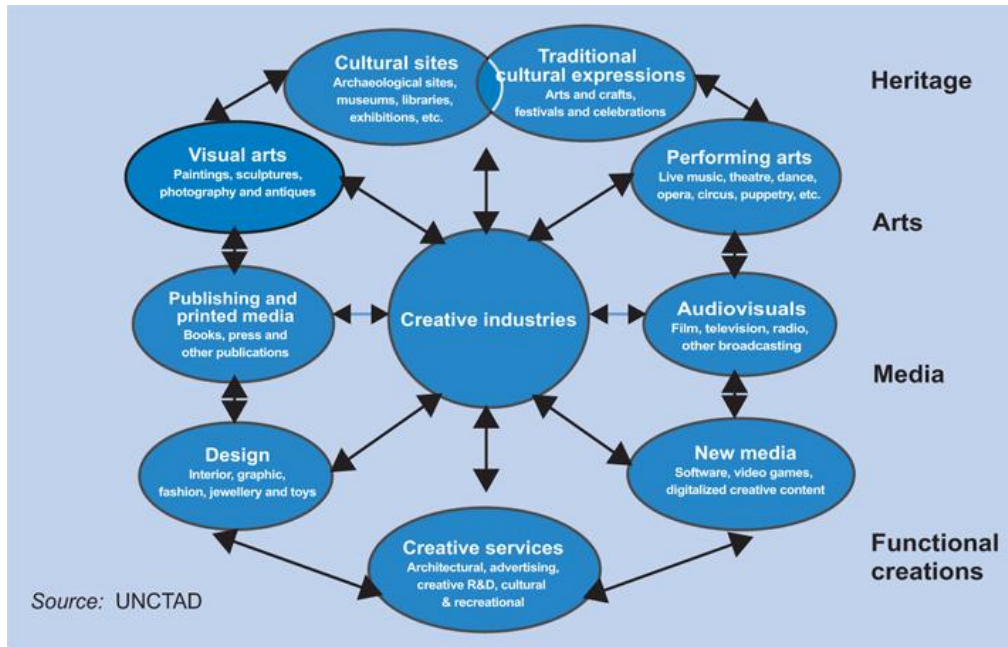 Cultural sites
Archaeological sites,
museums, libraries,
exhibitions, etc.
Traditional
cultural expressions
Arts and crafts,
festivals and celebrations
Heritage
Visual arts
Paintings, sculptures,
photography and antiques
Performing arts
Live music, theatre, dance,
opera, circus, puppetry, etc.
Arts
Publishing and
printed media
Books, press and
other publications
Creative industries
Audiovisuals
Film, television, radio,
other broadcasting
Media
Design
Interior, graphic,
fashion, jewellery and toys
New media
Software, video games,
digitalized creative content
Creative services
Architectural, advertising,
creative R&D, cultural
& recreational
Functional
creations
Source: UNCTAD